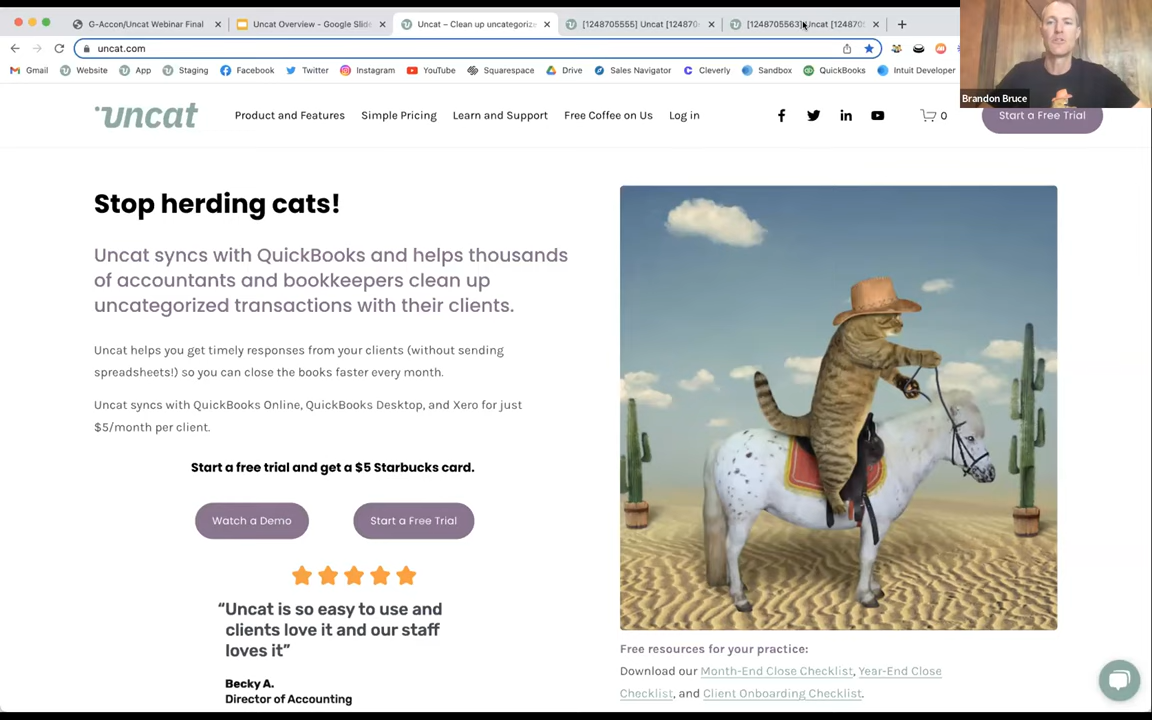 G-Accon/Uncat Webinar Final
Uncat Overview - Google Slide
Uncat – Clean up uncategorize
[1248705555] Uncat [124870
[1248705563] Uncat [124870
uncat.com
Gmail
Website
App
Staging
Facebook
Twitter
Instagram
YouTube
Squarespace
Drive
Sales Navigator
Cleverly
Sandbox
QuickBooks
Intuit Developer
Brandon Bruce
uncat
Product and Features
Simple Pricing
Learn and Support
Free Coffee on Us
Log in
0
Start a Free Trial
Stop herding cats!
Uncat syncs with QuickBooks and helps thousands
of accountants and bookkeepers clean up
uncategorized transactions with their clients.
Uncat helps you get timely responses from your clients (without sending
spreadsheets!) so you can close the books faster every month.
Uncat syncs with QuickBooks Online, QuickBooks Desktop, and Xero for just
$5/month per client.
Start a free trial and get a $5 Starbucks card.
Watch a Demo
Start a Free Trial
“Uncat is so easy to use and
clients love it and our staff
loves it”
Becky A.
Director of Accounting
Free resources for your practice:
Download our Month-End Close Checklist, Year-End Close
Checklist, and Client Onboarding Checklist.